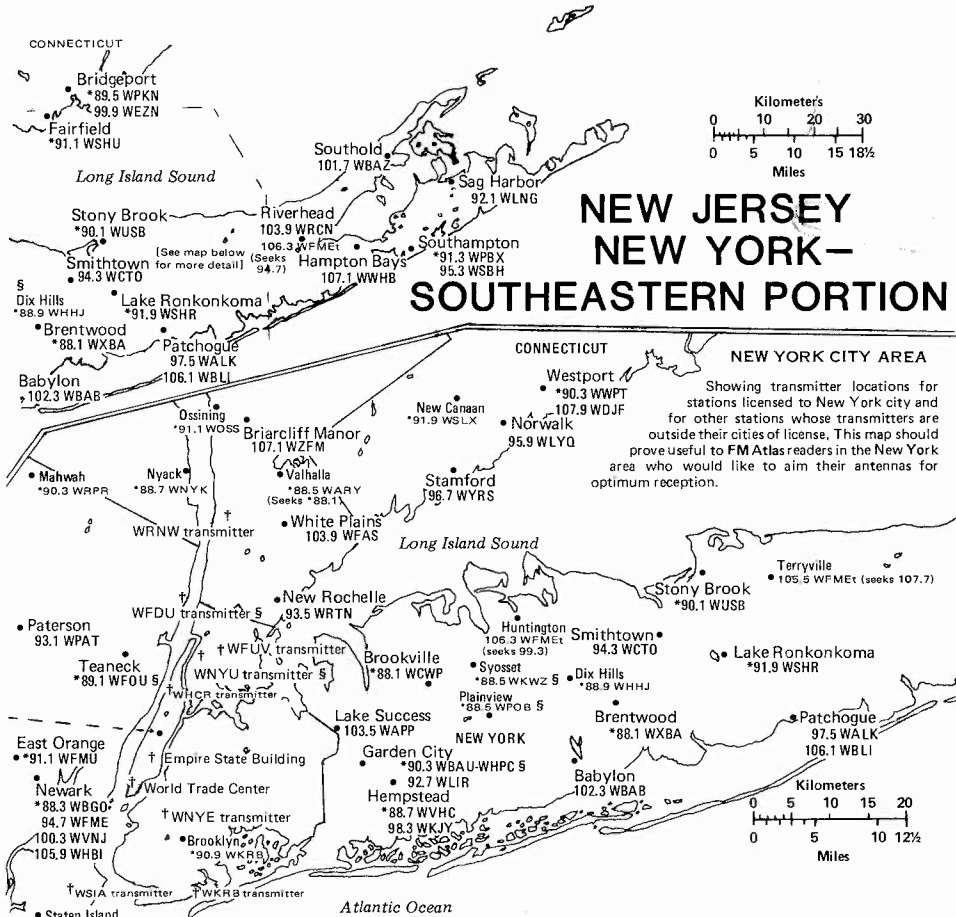 CONNECTICUT
Bridgeport
*89.5 WPKN
99.9 WEZN
Fairfield
*91.1 WSHU
Long Island Sound
Southold
101.7 WBAZ
Sag Harbor
92.1 WLNG
Kilometers
0 10 20 30
0 5 10 15 18½
Miles
NEW JERSEY
NEW YORK–
SOUTHEASTERN PORTION
Stony Brook
*90.1 WUSB
Riverhead
103.9 WRCN
106.3 WFMEt
(Seeks
94.7)
[See map below
for more detail]
Hampton Bays
107.1 WWHB
Southampton
*91.3 WPBX
95.3 WSBH
Smithtown
94.3 WCTO
§
Dix Hills
*88.9 WHHJ
Lake Ronkonkoma
*91.9 WSHR
Brentwood
*88.1 WXBA
Patchogue
97.5 WALK
106.1 WBLI
Babylon
102.3 WBAB
CONNECTICUT
NEW YORK CITY AREA
Showing transmitter locations for
stations licensed to New York city and
for other stations whose transmitters are
outside their cities of license. This map should
prove useful to FM Atlas readers in the New York
area who would like to aim their antennas for
optimum reception.
Westport
*90.3 WWPT
107.9 WDJF
New Canaan
*91.9 WSLX
Norwalk
95.9 WLYQ
Ossining
*91.1 WOSS
Briarcliff Manor
107.1 WZFM
Mahwah
*90.3 WRPR
Nyack
*88.7 WNYK
Valhalla
*88.5 WARY
(Seeks *88.1)
Stamford
96.7 WYRS
White Plains
103.9 WFAS
† WRNW transmitter
Long Island Sound
Terryville
105.5 WFMEt (seeks 107.7)
Stony Brook
*90.1 WUSB
New Rochelle
93.5 WRTN
† WFDU transmitter §
Paterson
93.1 WPAT
Huntington
106.3 WFMEt
(seeks 99.3)
Smithtown
94.3 WCTO
† WFUV transmitter
Teaneck
*89.1 WFOU §
† WNYU transmitter §
Brookville
*88.1 WCWP
Syosset
*88.5 WKWZ §
Dix Hills
*88.9 WHHJ
Lake Ronkonkoma
*91.9 WSHR
† WHCR transmitter
Plainview
*88.5 WPOB §
Lake Success
103.5 WAPP
NEW YORK
Brentwood
*88.1 WXBA
Patchogue
97.5 WALK
106.1 WBLI
East Orange
*91.1 WFMU
† Empire State Building
Garden City
*90.3 WBAU-WHPC §
92.7 WLIR
Babylon
102.3 WBAB
Newark
*88.3 WBGO
94.7 WFME
100.3 WVNJ
105.9 WHBI
† World Trade Center
Hempstead
*88.7 WVHC
98.3 WKJY
† WNYE transmitter
Brooklyn
*90.9 WKRB
Kilometers
0 5 10 15 20
0 5 10 12½
Miles
† WSIA transmitter
† WKRB transmitter
Staten Island
Atlantic Ocean